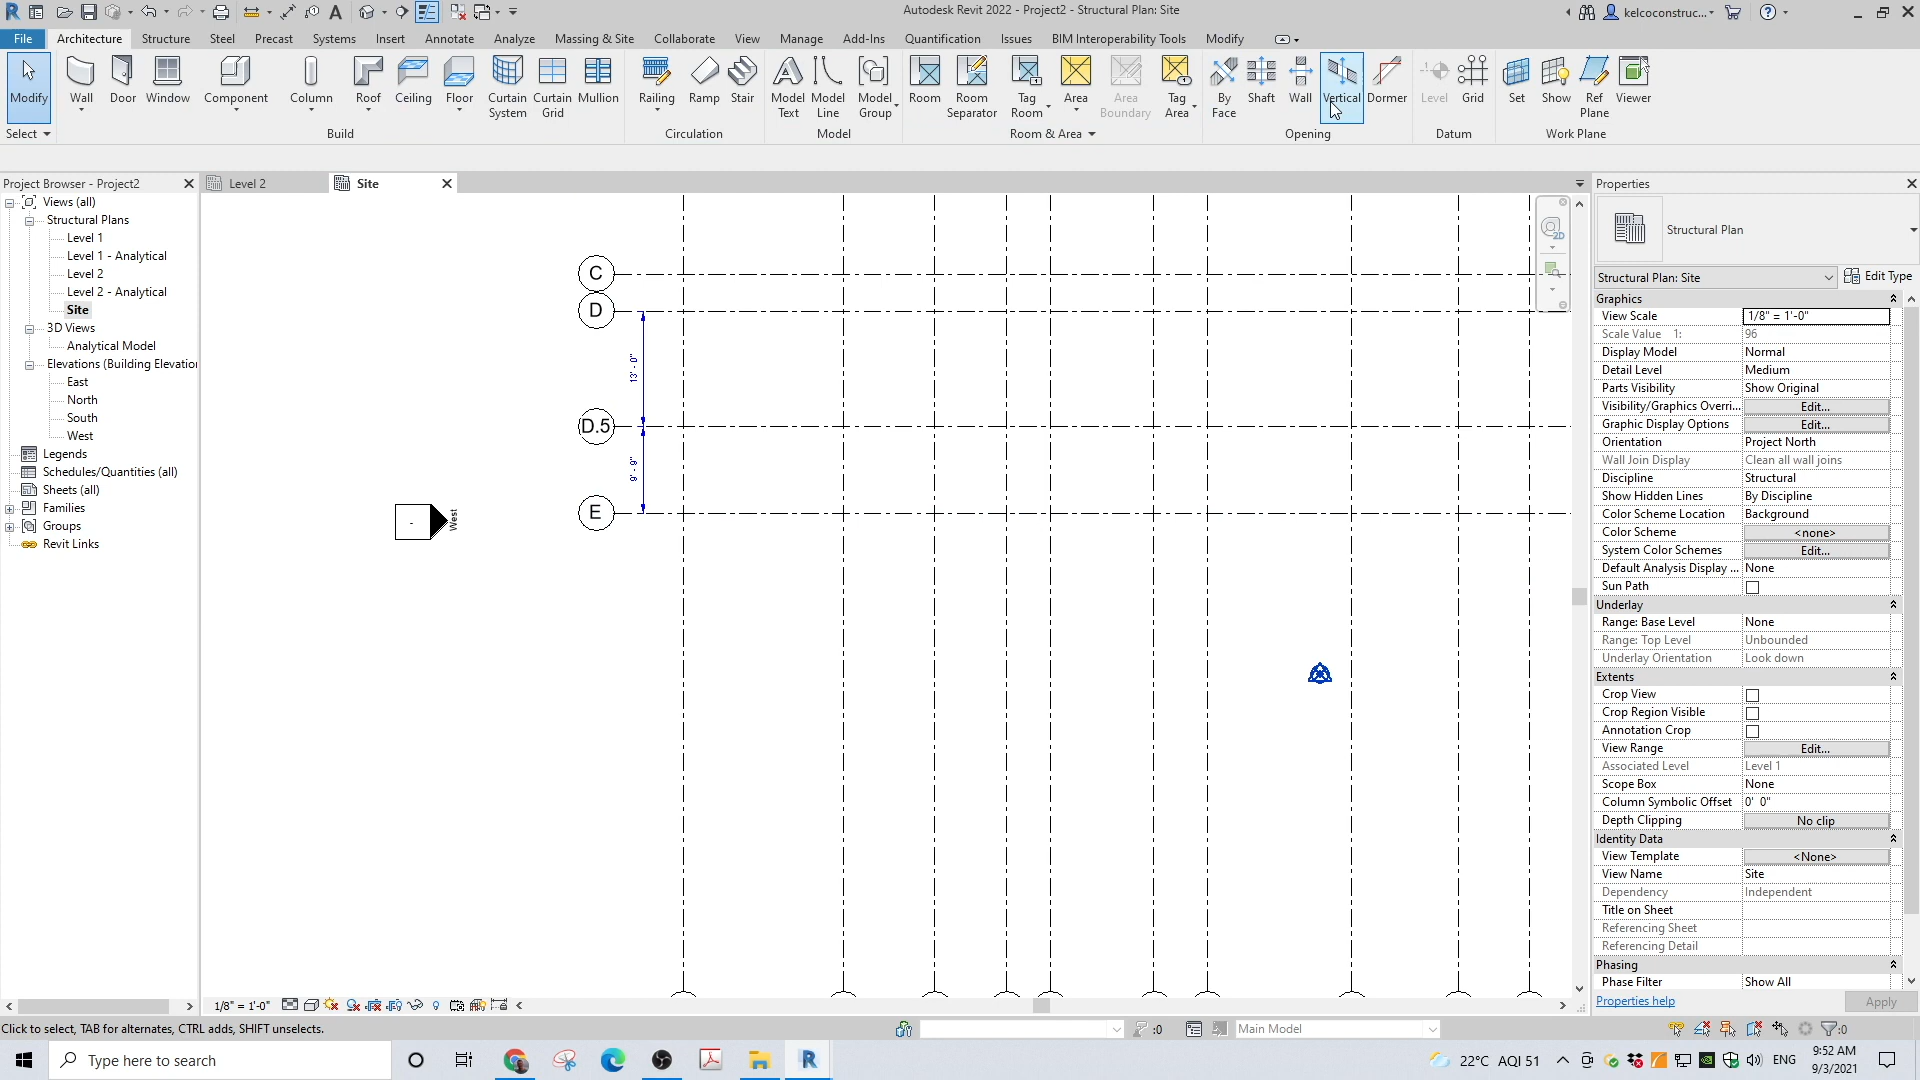 Autodesk Revit 2022 - Project2 - Structural Plan: Site
kelcoconstruc...
File Architecture Structure Steel Precast Systems Insert Annotate Analyze Massing & Site Collaborate View Manage Add-Ins Quantification Issues BIM Interoperability Tools Modify
Modify Wall Door Window Component Column Roof Ceiling Floor Curtain System Curtain Grid Mullion Railing Ramp Stair Model Text Model Line Model Group Room Room Separator Tag Room Area Area Boundary Tag Area By Face Shaft Wall Vertical Dormer Level Grid Set Show Ref Plane Viewer
Select Build Circulation Model Room & Area Opening Datum Work Plane
Project Browser - Project2
Views (all)
Structural Plans
Level 1
Level 1 - Analytical
Level 2
Level 2 - Analytical
Site
3D Views
Analytical Model
Elevations (Building Elevation
East
North
South
West
Legends
Schedules/Quantities (all)
Sheets (all)
Families
Groups
Revit Links
Level 2
Site
C
D
13' - 0"
D.5
9' - 9"
E
-
West
2D
Properties
Structural Plan
Structural Plan: Site
Edit Type
Graphics
View Scale 1/8" = 1'-0"
Scale Value 1: 96
Display Model Normal
Detail Level Medium
Parts Visibility Show Original
Visibility/Graphics Overri... Edit...
Graphic Display Options Edit...
Orientation Project North
Wall Join Display Clean all wall joins
Discipline Structural
Show Hidden Lines By Discipline
Color Scheme Location Background
Color Scheme <none>
System Color Schemes Edit...
Default Analysis Display ... None
Sun Path
Underlay
Range: Base Level None
Range: Top Level Unbounded
Underlay Orientation Look down
Extents
Crop View
Crop Region Visible
Annotation Crop
View Range Edit...
Associated Level Level 1
Scope Box None
Column Symbolic Offset 0' 0"
Depth Clipping No clip
Identity Data
View Template <None>
View Name Site
Dependency Independent
Title on Sheet
Referencing Sheet
Referencing Detail
Phasing
Phase Filter Show All
Properties help
Apply
1/8" = 1'-0"
Click to select, TAB for alternates, CTRL adds, SHIFT unselects.
:0
Main Model
:0
Type here to search
22°C AQI 51
ENG
9:52 AM
9/3/2021